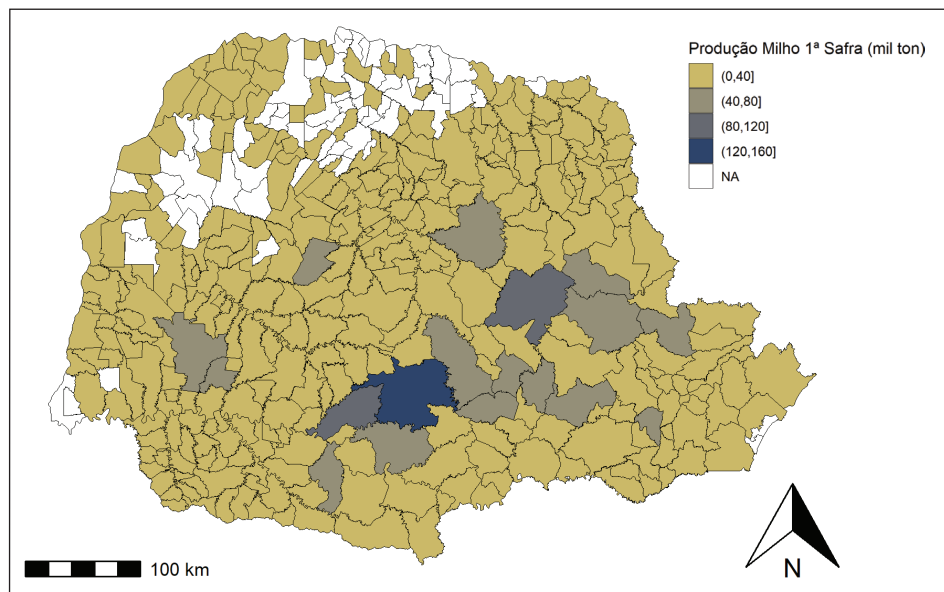 Produção Milho 1ª Safra (mil ton)
(0,40]
(40,80]
(80,120]
(120,160]
NA
100 km
N